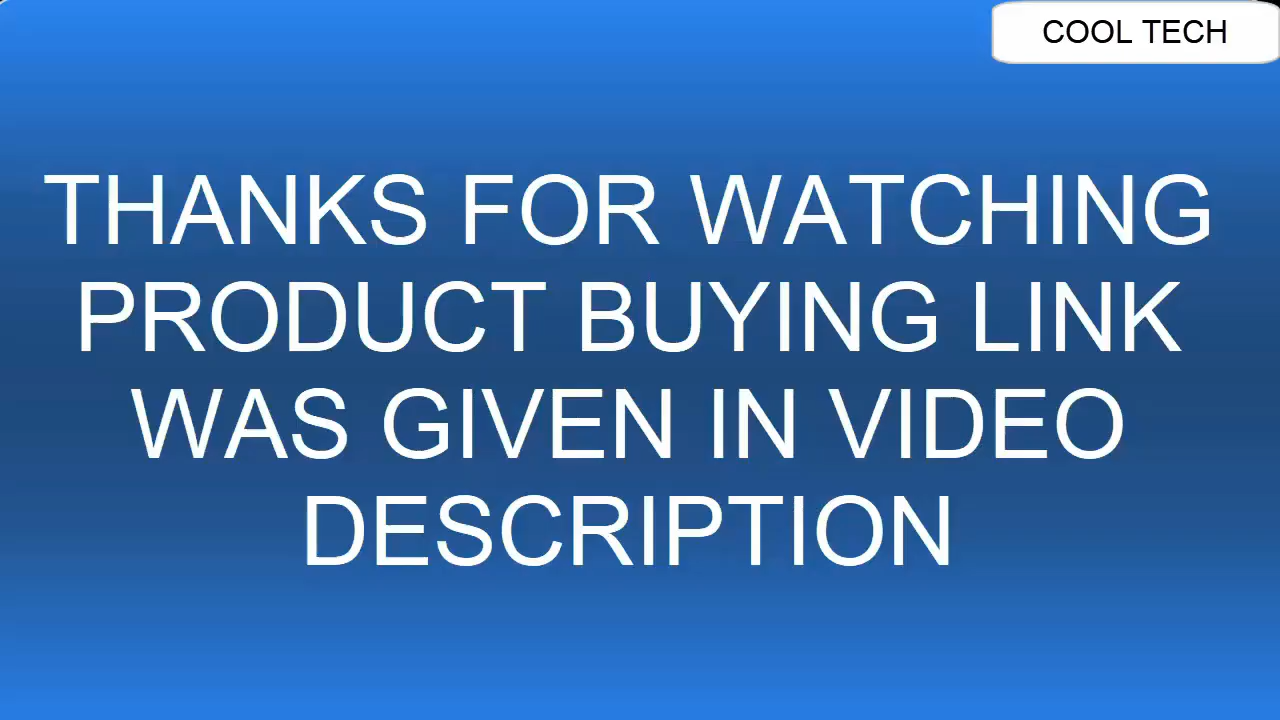 COOL TECH
THANKS FOR WATCHING
PRODUCT BUYING LINK
WAS GIVEN IN VIDEO
DESCRIPTION